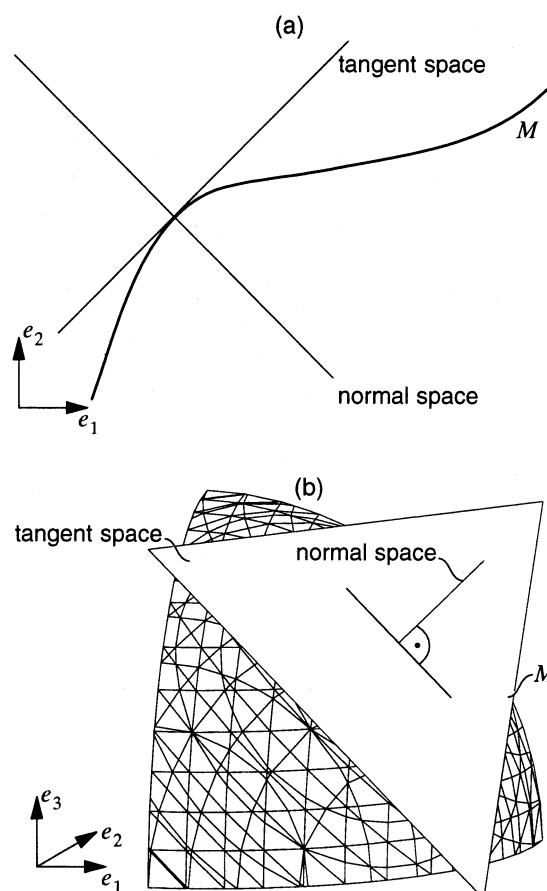 (a)
tangent space
M
e2
e1
normal space
(b)
tangent space
normal space
M
e3
e2
e1